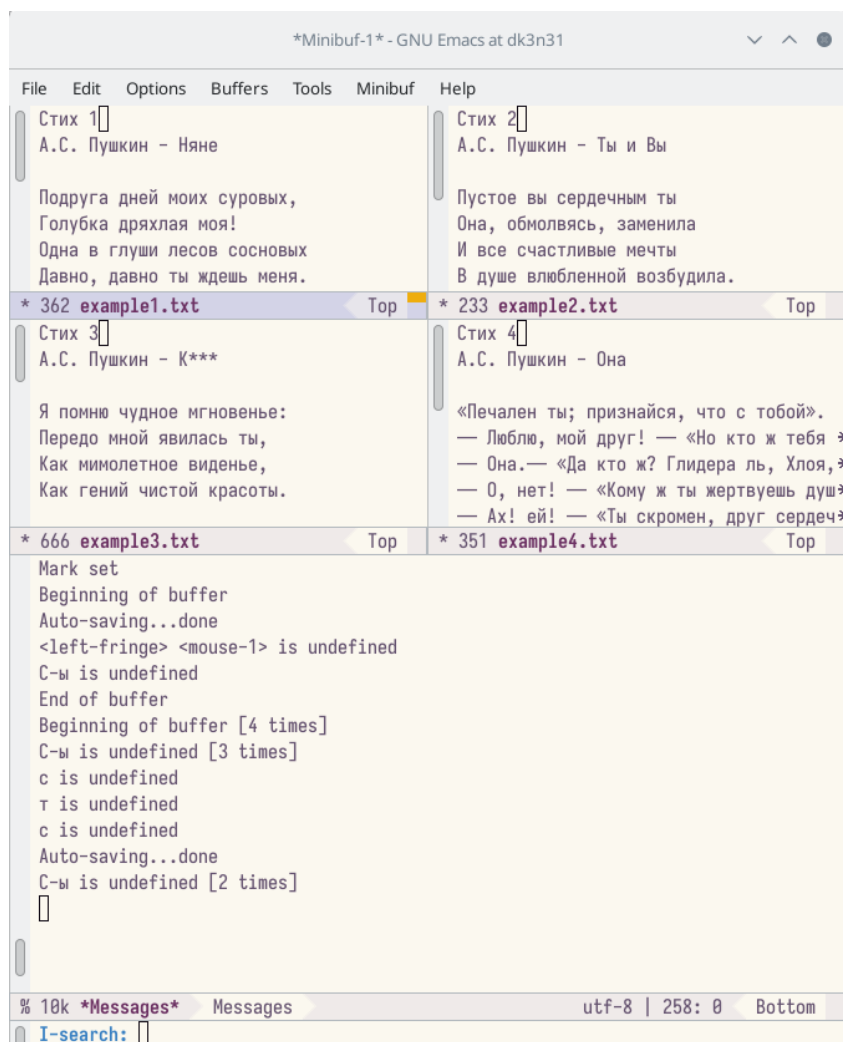 *Minibuf-1* - GNU Emacs at dk3n31
File Edit Options Buffers Tools Minibuf Help
Стих 1
А.С. Пушкин - Няне
Подруга дней моих суровых,
Голубка дряхлая моя!
Одна в глуши лесов сосновых
Давно, давно ты ждешь меня.
* 362 example1.txt Top
Стих 2
А.С. Пушкин - Ты и Вы
Пустое вы сердечным ты
Она, обмолвясь, заменила
И все счастливые мечты
В душе влюбленной возбудила.
* 233 example2.txt Top
Стих 3
А.С. Пушкин - К***
Я помню чудное мгновенье:
Передо мной явилась ты,
Как мимолетное виденье,
Как гений чистой красоты.
* 666 example3.txt Top
Стих 4
А.С. Пушкин - Она
«Печален ты; признайся, что с тобой».
— Люблю, мой друг! — «Но кто ж тебя
— Она.— «Да кто ж? Глидера ль, Хлоя,
— О, нет! — «Кому ж ты жертвуешь душ
— Ах! ей! — «Ты скромен, друг сердеч
* 351 example4.txt Top
Mark set
Beginning of buffer
Auto-saving...done
<left-fringe> <mouse-1> is undefined
C-ы is undefined
End of buffer
Beginning of buffer [4 times]
C-ы is undefined [3 times]
с is undefined
т is undefined
с is undefined
Auto-saving...done
C-ы is undefined [2 times]
% 10k *Messages* Messages utf-8 | 258: 0 Bottom
I-search: